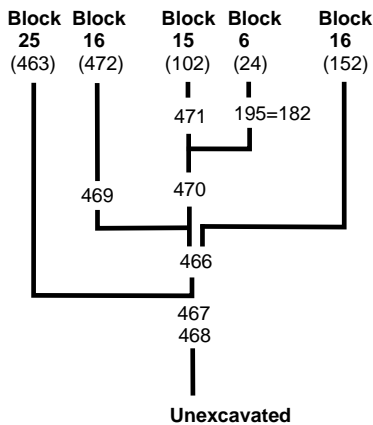 Block Block Block Block Block
25 16 15 6 16
(463) (472) (102) (24) (152)
471 195=182
469 470
466
467
468
Unexcavated